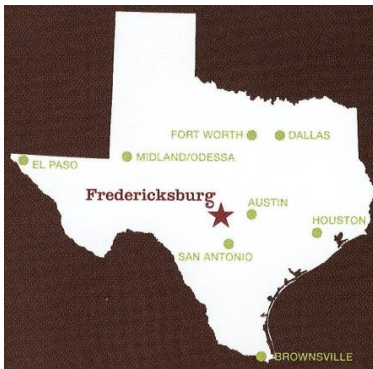 FORT WORTH
DALLAS
EL PASO
MIDLAND/ODESSA
Fredericksburg
AUSTIN
HOUSTON
SAN ANTONIO
BROWNSVILLE